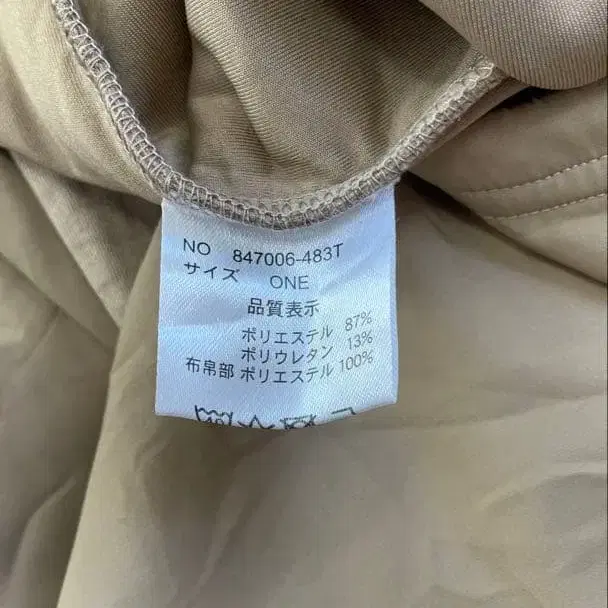 NO 847006-483T
サイズ ONE
品質表示
ポリエステル 87%
ポリウレタン 13%
布帛部 ポリエステル 100%